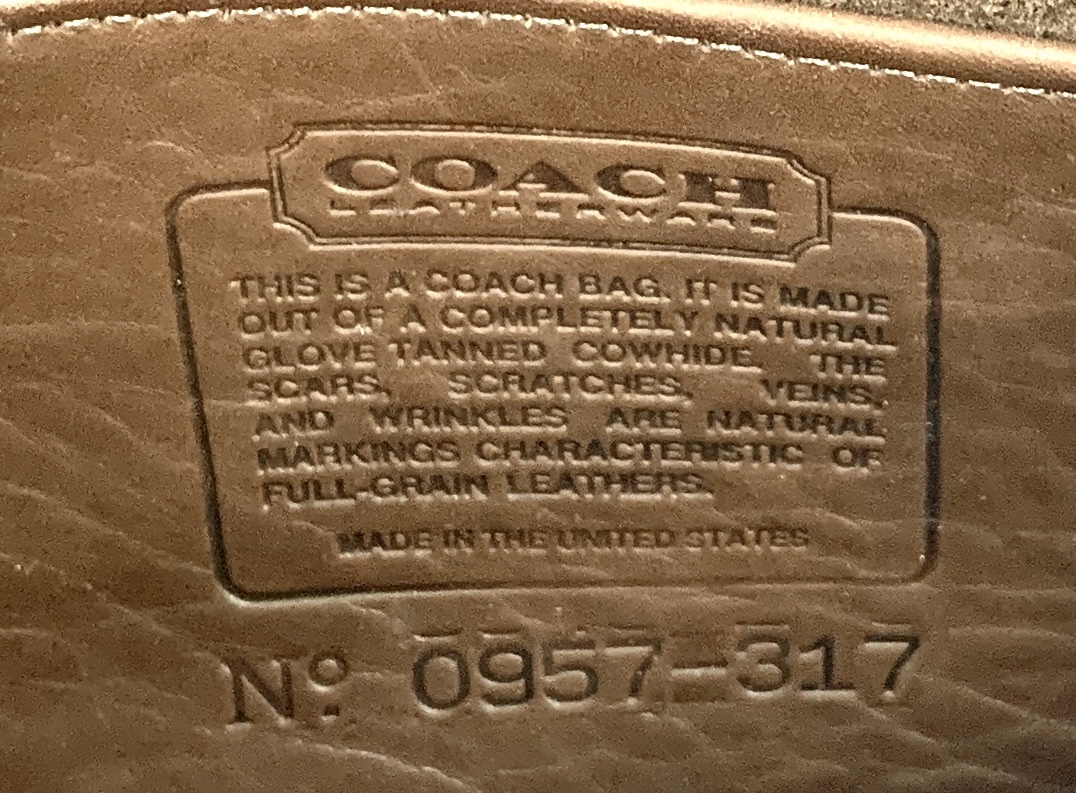 COACH
LEATHERWARE
THIS IS A COACH BAG. IT IS MADE
OUT OF A COMPLETELY NATURAL
GLOVE TANNED COWHIDE. THE
SCARS, SCRATCHES, VEINS,
AND WRINKLES ARE NATURAL
MARKINGS CHARACTERISTIC OF
FULL-GRAIN LEATHERS.
MADE IN THE UNITED STATES
Nº 0957-317